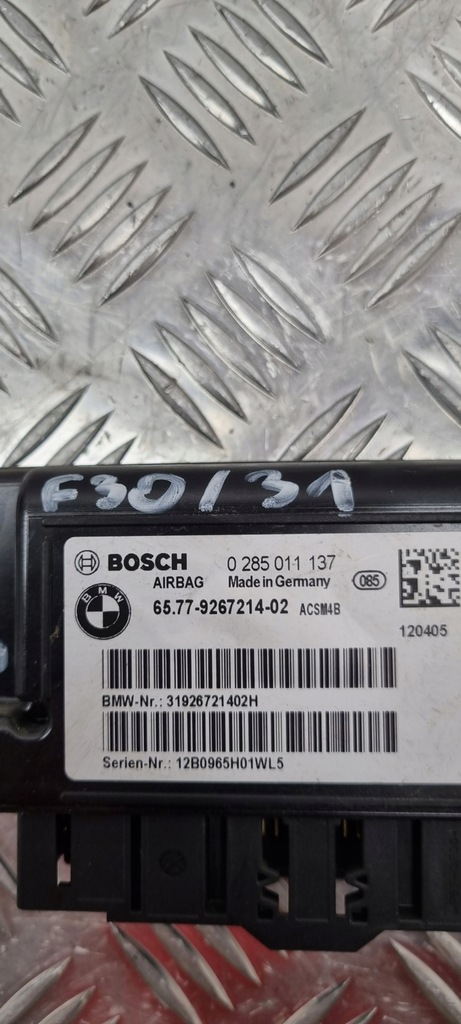 F30/31
BOSCH 0 285 011 137
AIRBAG Made in Germany 085
BMW 65.77-9267214-02 ACSM4B
120405
BMW-Nr.: 31926721402H
Serien-Nr.: 12B0965H01WL5